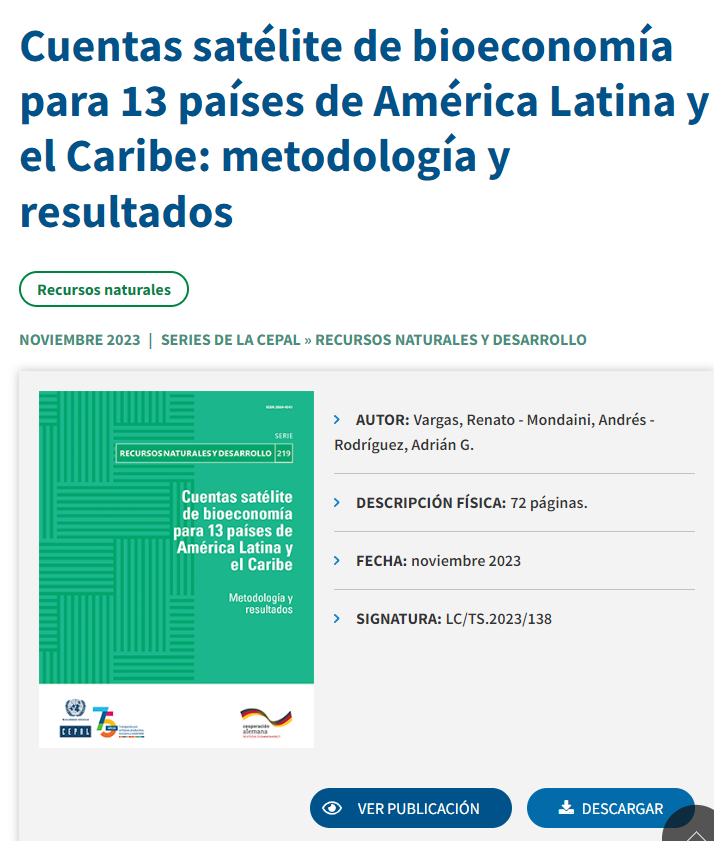 Cuentas satélite de bioeconomía
para 13 países de América Latina y
el Caribe: metodología y
resultados
Recursos naturales
NOVIEMBRE 2023 | SERIES DE LA CEPAL » RECURSOS NATURALES Y DESARROLLO
SERIE
RECURSOS NATURALES Y DESARROLLO 219
Cuentas satélite
de bioeconomía
para 13 países de
América Latina y
el Caribe
Metodología y
resultados
CEPAL
75
cooperación
alemana
AUTOR: Vargas, Renato - Mondaini, Andrés -
Rodríguez, Adrián G.
DESCRIPCIÓN FÍSICA: 72 páginas.
FECHA: noviembre 2023
SIGNATURA: LC/TS.2023/138
VER PUBLICACIÓN
DESCARGAR